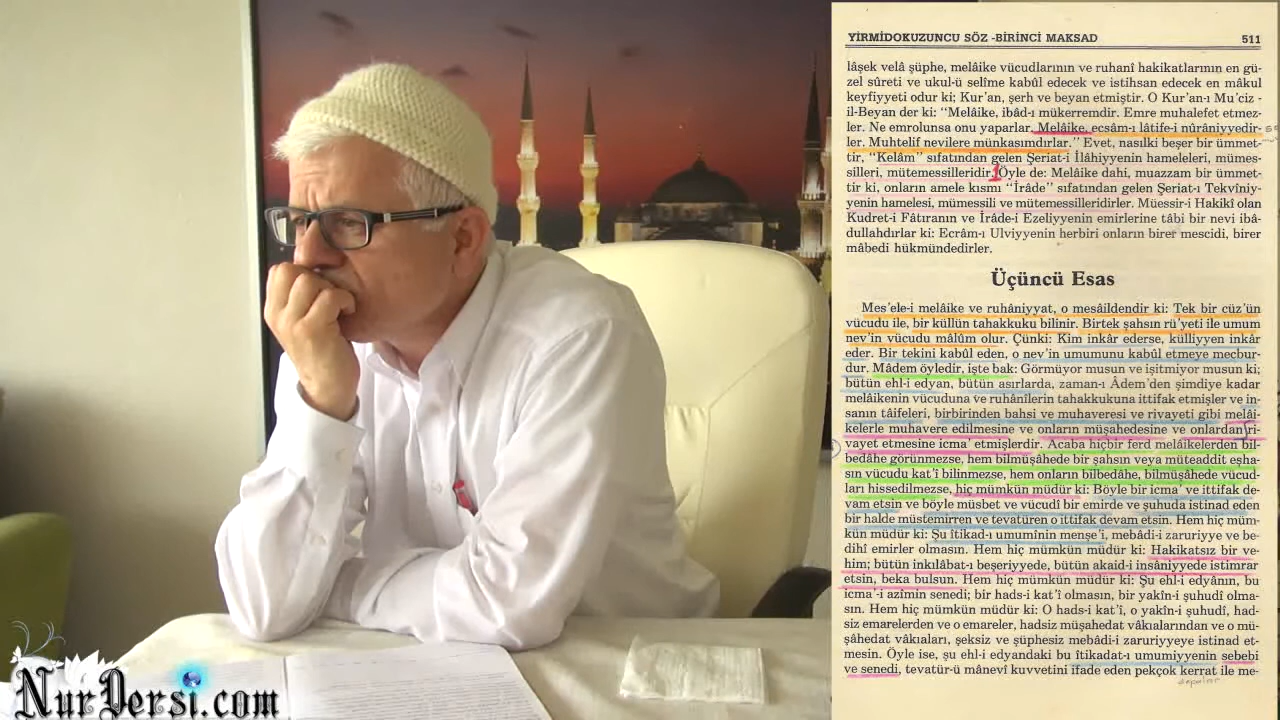 YİRMİDOKUZUNCU SÖZ -BİRİNCİ MAKSAD 511
lâşek velâ şüphe, melâike vücudlarının ve ruhanî hakikatlarının en gü-
zel sûreti ve ukul-ü selîme kabûl edecek ve istihsan edecek en mâkul
keyfiyyeti odur ki; Kur'an, şerh ve beyan etmiştir. O Kur'an-ı Mu'ciz -
il-Beyan der ki: "Melâike, ibâd-ı mükerremdir. Emre muhalefet etmez-
ler. Ne emrolunsa onu yaparlar. Melâike, ecsâm-ı lâtife-i nûrâniyyedir-
ler. Muhtelif nevilere münkasımdırlar." Evet, nasılki beşer bir ümmet-
tir, "Kelâm" sıfatından gelen Şeriat-i İlâhiyyenin hameleleri, mümes-
silleri, mütemessilleridir. Öyle de: Melâike dahi, muazzam bir ümmet-
tir ki, onların amele kısmı "İrâde" sıfatından gelen Şeriat-ı Tekviniy-
yenin hamelesi, mümessili ve mütemessilleridirler. Müessir-i Hakikî olan
Kudret-i Fâtıranın ve İrâde-i Ezeliyyenin emirlerine tâbi bir nevi ibâ-
dullahdırlar ki: Ecrâm-ı Ulviyyenin herbiri onların birer mescidi, birer
mâbedi hükmündedirler.
Üçüncü Esas
Mes'ele-i melâike ve ruhâniyyat, o mesâildendir ki: Tek bir cüz'ün
vücudu ile, bir küllün tahakkuku bilinir. Birtek şahsın rü'yeti ile umum
nev'in vücudu mâlûm olur. Çünki: Kim inkâr ederse, külliyyen inkâr
eder. Bir tekini kabûl eden, o nev'in umumunu kabûl etmeye mecbur-
dur. Mâdem öyledir, işte bak: Görmüyor musun ve işitmiyor musun ki;
bütün ehl-i edyan, bütün asırlarda, zaman-ı Âdem'den şimdiye kadar
melâikenin vücuduna ve ruhânîlerin tahakkukuna ittifak etmişler ve in-
sanın tâifeleri, birbirinden bahsi ve muhaveresi ve rivayeti gibi melâi-
kelerle muhavere edilmesine ve onların müşahedesine ve onlardan ri-
vayet etmesine icma' etmişlerdir. Acaba hiçbir ferd melâikelerden bil-
bedâhe görünmezse, hem bilmüşâhede bir şahsın veya müteaddit eşha-
sın vücudu kat'î bilinmezse, hem onların bilbedâhe, bilmüşâhede vücud-
ları hissedilmezse, hiç mümkün müdür ki: Böyle bir icma' ve ittifak de-
vam etsin ve böyle müsbet ve vücudî bir emirde ve şuhuda istinad eden
bir halde müstemirren ve tevatüren o ittifak devam etsin. Hem hiç müm-
kün müdür ki: Şu îtikad-ı umumînin menşe'i, mebâdi-i zaruriyye ve be-
dihî emirler olmasın. Hem hiç mümkün müdür ki: Hakikatsız bir ve-
him; bütün inkılâbat-ı beşeriyyede, bütün akaid-i insâniyyede istimrar
etsin, beka bulsun. Hem hiç mümkün müdür ki: Şu ehl-i edyânın, bu
icma'-i azîmin senedi; bir hads-i kat'î olmasın, bir yakîn-i şuhudî olma-
sın. Hem hiç mümkün müdür ki: O hads-i kat'î, o yakîn-i şuhudî, had-
siz emarelerden ve o emareler, hadsiz müşahedat vâkıalarından ve o mü-
şâhedat vâkıaları, şeksiz ve şüphesiz mebâdi-i zaruriyyeye istinad et-
mesin. Öyle ise, şu ehl-i edyandaki bu îtikadat-ı umumiyyenin sebebi
ve senedi, tevatür-ü mânevî kuvvetini ifade eden pekçok kerrat ile me-
NurDersi.com